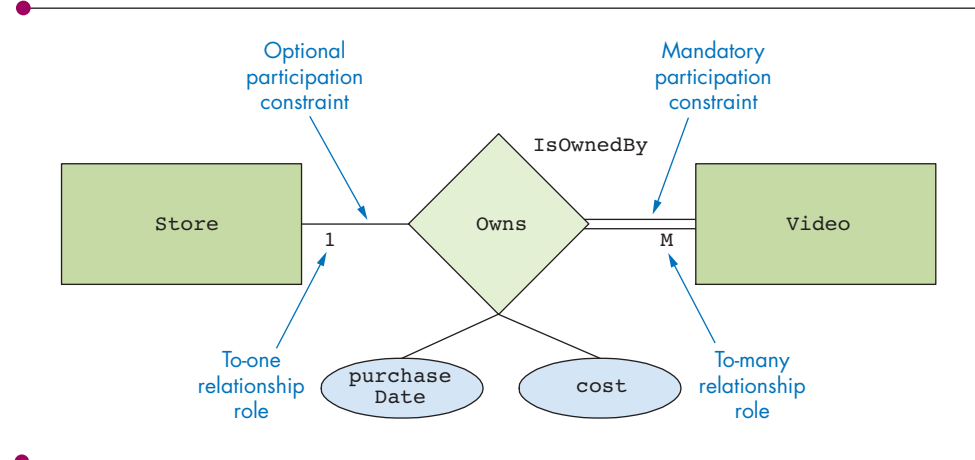 Optional
participation
constraint
Mandatory
participation
constraint
IsOwnedBy
Store
1
Owns
M
Video
To-one
relationship
role
purchase
Date
cost
To-many
relationship
role